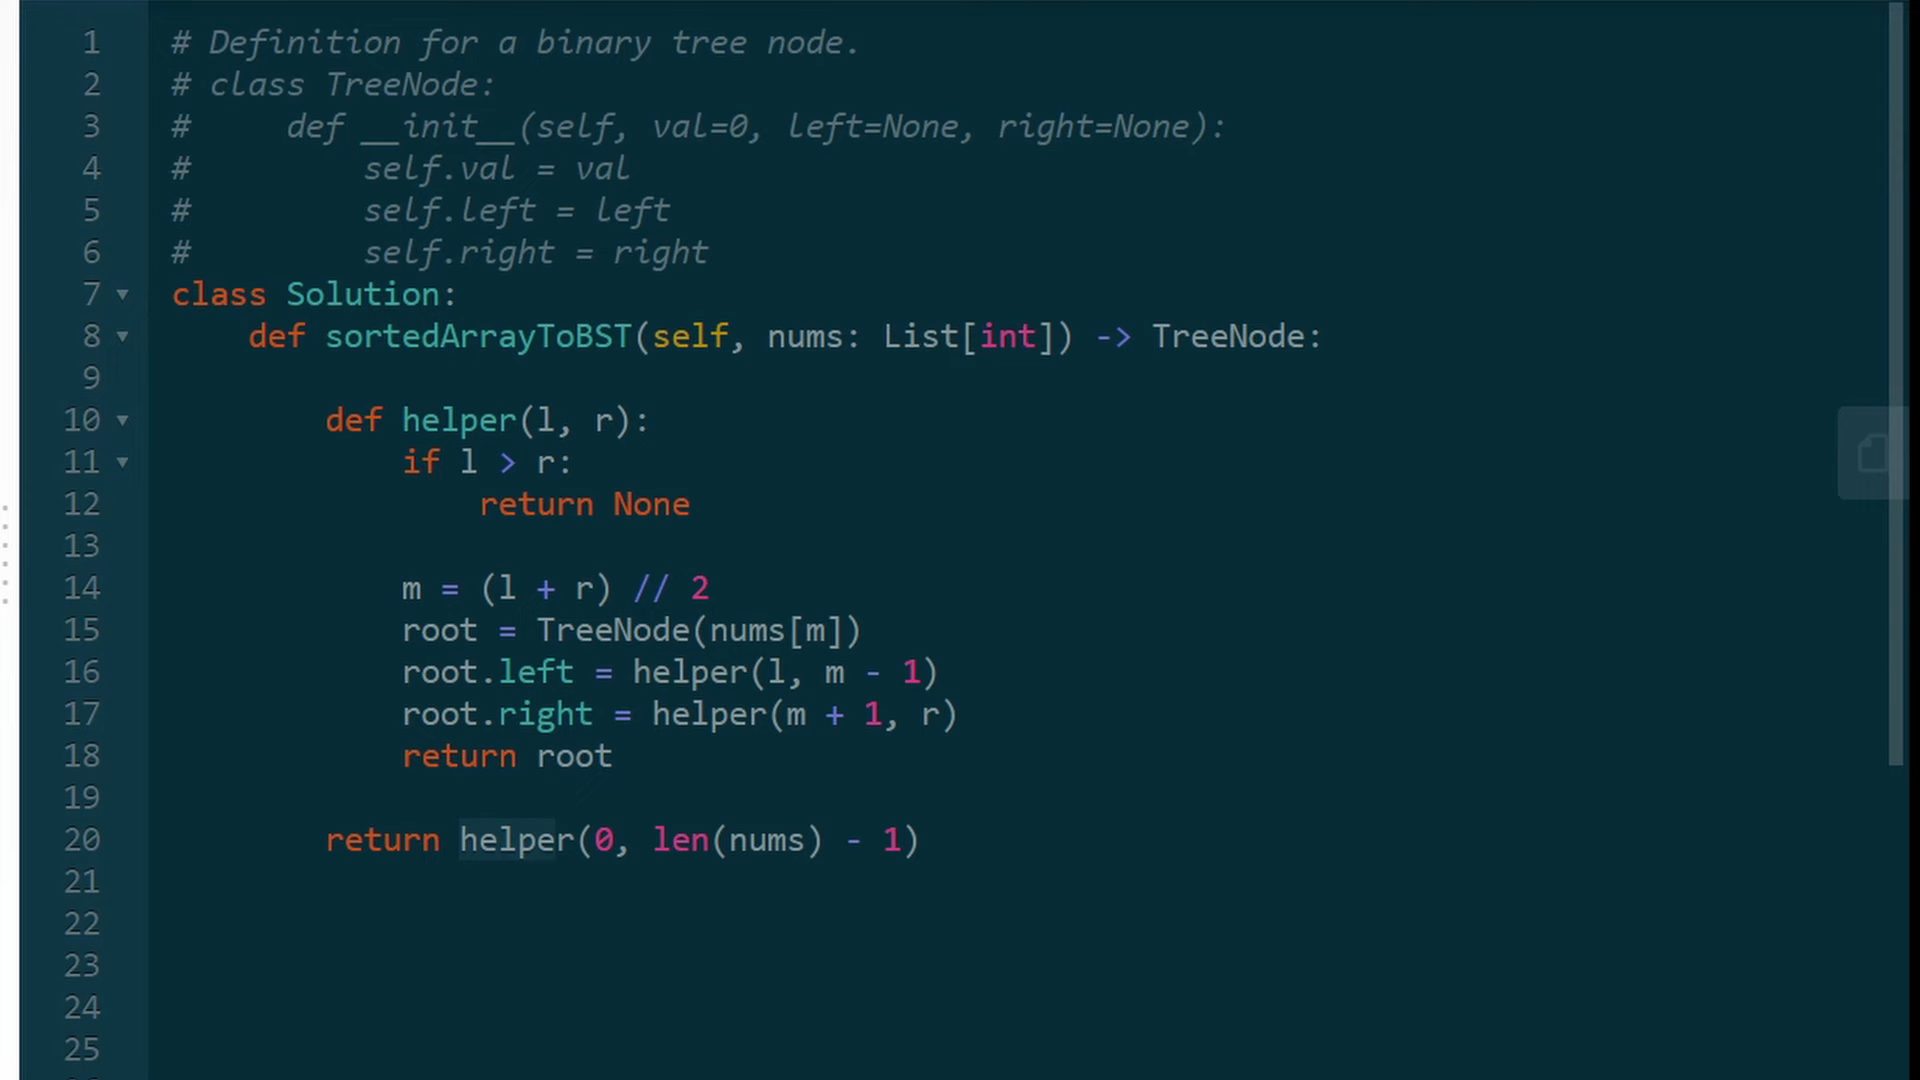 1 # Definition for a binary tree node.
2 # class TreeNode:
3 #     def __init__(self, val=0, left=None, right=None):
4 #         self.val = val
5 #         self.left = left
6 #         self.right = right
7 class Solution:
8     def sortedArrayToBST(self, nums: List[int]) -> TreeNode:
9
10         def helper(l, r):
11             if l > r:
12                 return None
13
14             m = (l + r) // 2
15             root = TreeNode(nums[m])
16             root.left = helper(l, m - 1)
17             root.right = helper(m + 1, r)
18             return root
19
20         return helper(0, len(nums) - 1)
21
22
23
24
25